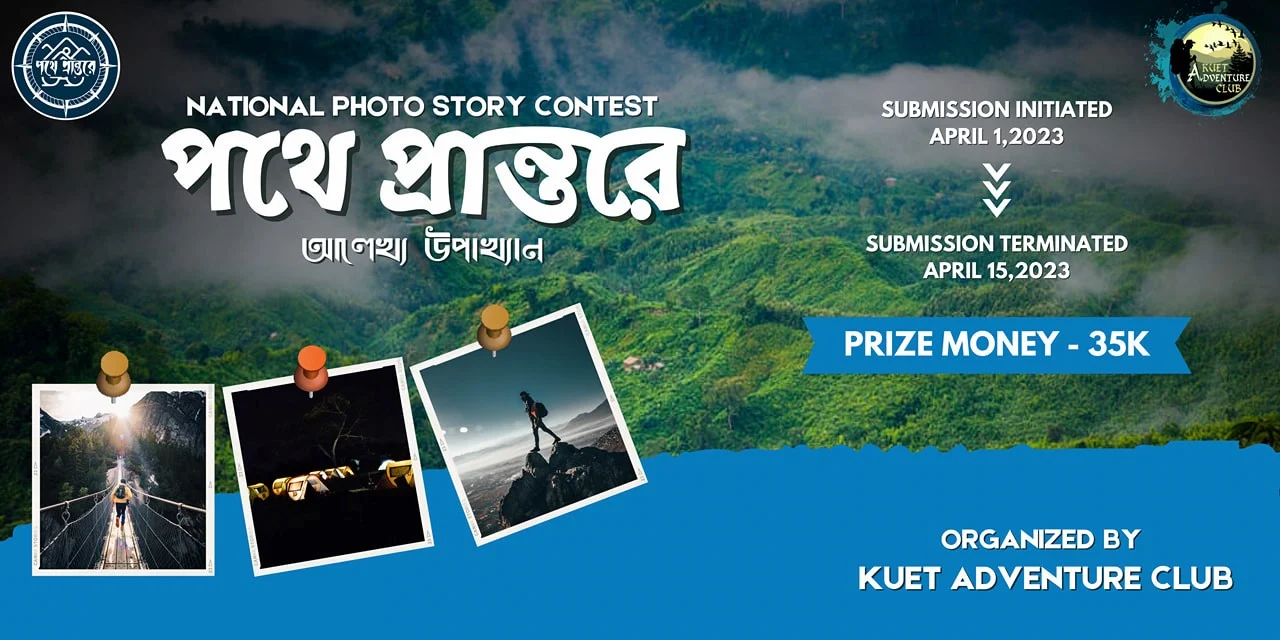 পথে প্রান্তরে
NATIONAL PHOTO STORY CONTEST
পথে প্রান্তরে
আলেখ্য উপাখ্যান
SUBMISSION INITIATED
APRIL 1,2023
SUBMISSION TERMINATED
APRIL 15,2023
PRIZE MONEY - 35K
ORGANIZED BY
KUET ADVENTURE CLUB
KUET
ADVENTURE
CLUB